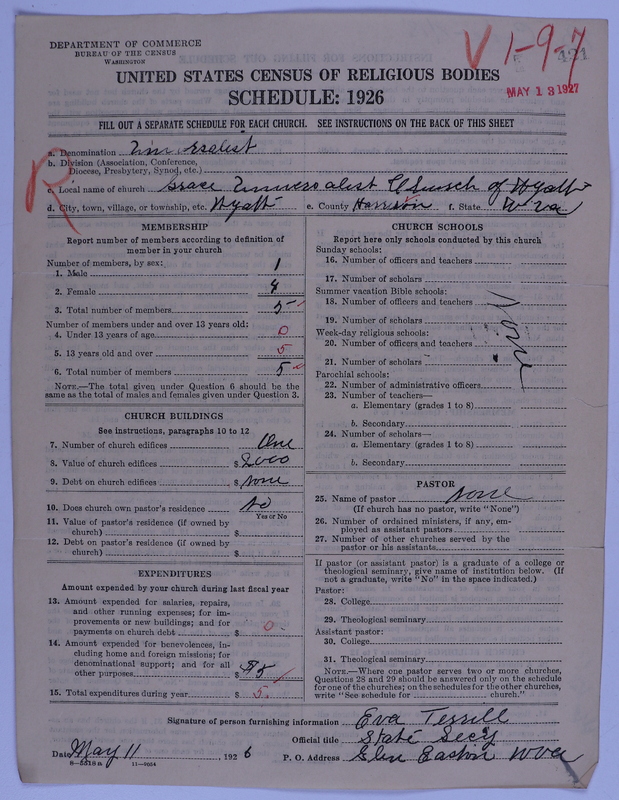 DEPARTMENT OF COMMERCE
BUREAU OF THE CENSUS
WASHINGTON
V 1-9-7
421
MAY 13 1927
UNITED STATES CENSUS OF RELIGIOUS BODIES
SCHEDULE: 1926
FILL OUT A SEPARATE SCHEDULE FOR EACH CHURCH. SEE INSTRUCTIONS ON THE BACK OF THIS SHEET
R
a. Denomination
b. Division (Association, Conference, Diocese, Presbytery, Synod, etc.)
c. Local name of church Grace Universalist Church of Wyatt
d. City, town, village, or township, etc. Wyatt e. County Harrison f. State W Va
MEMBERSHIP
Report number of members according to definition of
member in your church
Number of members, by sex:
1. Male 1
2. Female 4
3. Total number of members 5
Number of members under and over 13 years old:
4. Under 13 years of age 0
5. 13 years old and over 5
6. Total number of members 5
NOTE.—The total given under Question 6 should be the
same as the total of males and females given under Question 3.
CHURCH BUILDINGS
See instructions, paragraphs 10 to 12
7. Number of church edifices One
8. Value of church edifices $ 2000
9. Debt on church edifices $ None
10. Does church own pastor's residence No
Yes or No
11. Value of pastor's residence (if owned by
church) $
12. Debt on pastor's residence (if owned by
church) $
EXPENDITURES
Amount expended by your church during last fiscal year
13. Amount expended for salaries, repairs,
and other running expenses; for im-
provements or new buildings; and for
payments on church debt $ 0
14. Amount expended for benevolences, in-
cluding home and foreign missions; for
denominational support; and for all
other purposes $5
15. Total expenditures during year $ 5
CHURCH SCHOOLS
Report here only schools conducted by this church
Sunday schools:
16. Number of officers and teachers
17. Number of scholars
Summer vacation Bible schools:
18. Number of officers and teachers
19. Number of scholars
None
Week-day religious schools:
20. Number of officers and teachers
21. Number of scholars
Parochial schools:
22. Number of administrative officers
23. Number of teachers—
a. Elementary (grades 1 to 8)
b. Secondary
24. Number of scholars—
a. Elementary (grades 1 to 8)
b. Secondary
PASTOR
25. Name of pastor None
(If church has no pastor, write "None")
26. Number of ordained ministers, if any, em-
ployed as assistant pastors
27. Number of other churches served by the
pastor or his assistants
If pastor (or assistant pastor) is a graduate of a college or
theological seminary, give name of institution below. (If
not a graduate, write "No" in the space indicated.)
Pastor:
28. College
29. Theological seminary
Assistant pastor:
30. College
31. Theological seminary
NOTE.—Where one pastor serves two or more churches,
Questions 28 and 29 should be answered only on the schedule
for one of the churches; on the schedules for the other churches,
write "See schedule for church."
Signature of person furnishing information Eva Terrill
Official title State Secy
Date May 11 1926 P. O. Address Glen Easton W Va
8—5518a 11—9054